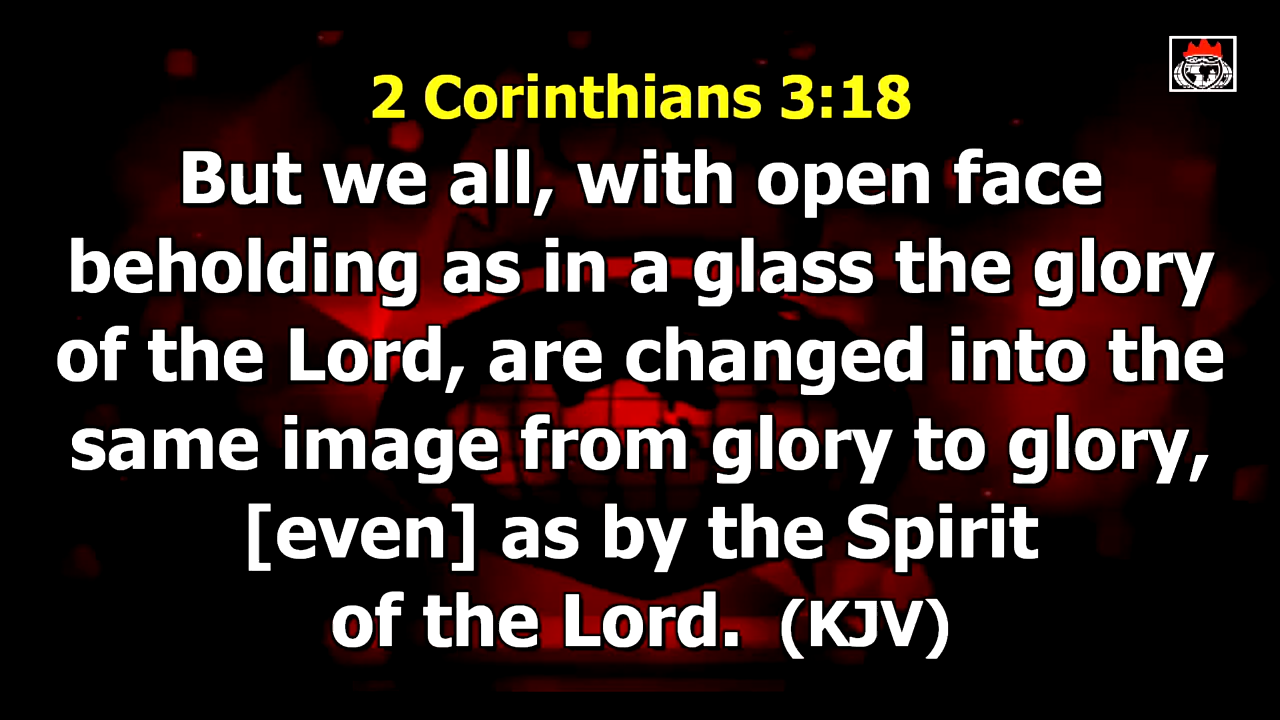 2 Corinthians 3:18
But we all, with open face
beholding as in a glass the glory
of the Lord, are changed into the
same image from glory to glory,
[even] as by the Spirit
of the Lord. (KJV)